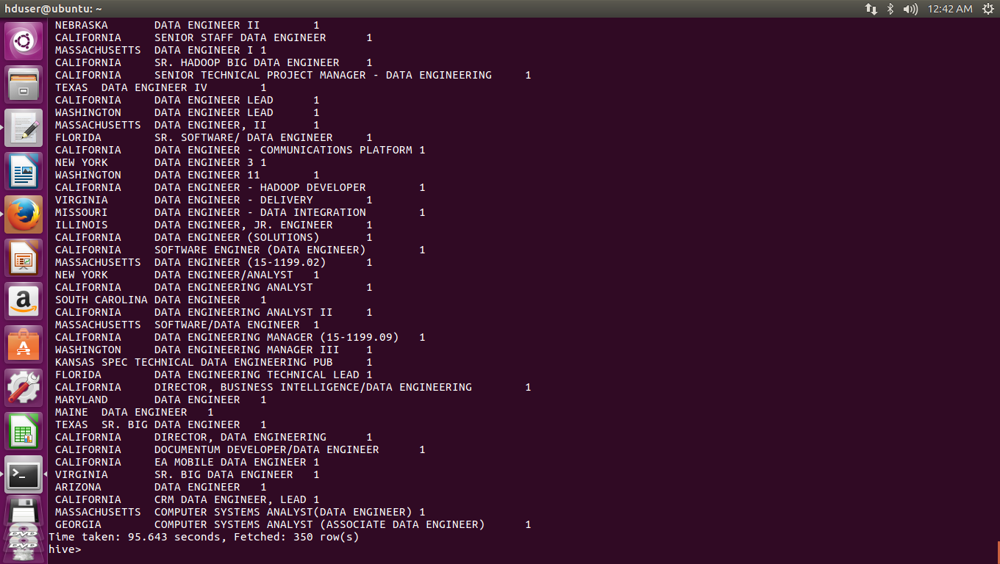 hduser@ubuntu: ~
12:42 AM
NEBRASKA DATA ENGINEER II 1
CALIFORNIA SENIOR STAFF DATA ENGINEER 1
MASSACHUSETTS DATA ENGINEER I 1
CALIFORNIA SR. HADOOP BIG DATA ENGINEER 1
CALIFORNIA SENIOR TECHNICAL PROJECT MANAGER - DATA ENGINEERING 1
TEXAS DATA ENGINEER IV 1
CALIFORNIA DATA ENGINEER LEAD 1
WASHINGTON DATA ENGINEER LEAD 1
MASSACHUSETTS DATA ENGINEER, II 1
FLORIDA SR. SOFTWARE/ DATA ENGINEER 1
CALIFORNIA DATA ENGINEER - COMMUNICATIONS PLATFORM 1
NEW YORK DATA ENGINEER 3 1
WASHINGTON DATA ENGINEER 11 1
CALIFORNIA DATA ENGINEER - HADOOP DEVELOPER 1
VIRGINIA DATA ENGINEER - DELIVERY 1
MISSOURI DATA ENGINEER - DATA INTEGRATION 1
ILLINOIS DATA ENGINEER, JR. ENGINEER 1
CALIFORNIA DATA ENGINEER (SOLUTIONS) 1
CALIFORNIA SOFTWARE ENGINER (DATA ENGINEER) 1
MASSACHUSETTS DATA ENGINEER (15-1199.02) 1
NEW YORK DATA ENGINEER/ANALYST 1
CALIFORNIA DATA ENGINEERING ANALYST 1
SOUTH CAROLINA DATA ENGINEER 1
CALIFORNIA DATA ENGINEERING ANALYST II 1
MASSACHUSETTS SOFTWARE/DATA ENGINEER 1
CALIFORNIA DATA ENGINEERING MANAGER (15-1199.09) 1
WASHINGTON DATA ENGINEERING MANAGER III 1
KANSAS SPEC TECHNICAL DATA ENGINEERING PUB 1
FLORIDA DATA ENGINEERING TECHNICAL LEAD 1
CALIFORNIA DIRECTOR, BUSINESS INTELLIGENCE/DATA ENGINEERING 1
MARYLAND DATA ENGINEER 1
MAINE DATA ENGINEER 1
TEXAS SR. BIG DATA ENGINEER 1
CALIFORNIA DIRECTOR, DATA ENGINEERING 1
CALIFORNIA DOCUMENTUM DEVELOPER/DATA ENGINEER 1
CALIFORNIA EA MOBILE DATA ENGINEER 1
VIRGINIA SR. BIG DATA ENGINEER 1
ARIZONA DATA ENGINEER 1
CALIFORNIA CRM DATA ENGINEER, LEAD 1
MASSACHUSETTS COMPUTER SYSTEMS ANALYST(DATA ENGINEER) 1
GEORGIA COMPUTER SYSTEMS ANALYST (ASSOCIATE DATA ENGINEER) 1
Time taken: 95.643 seconds, Fetched: 350 row(s)
hive>
a
A
>_
DVD
DVD